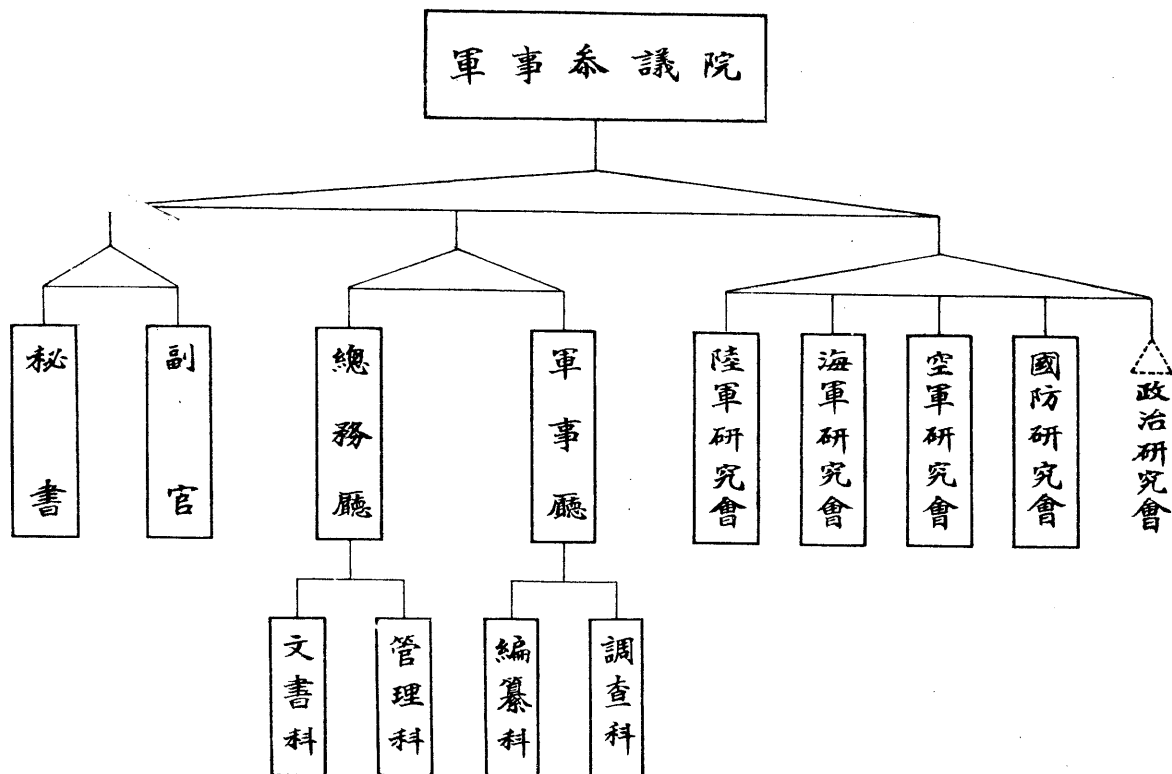 軍事叅議院
秘書
副官
總務廳
軍事廳
陸軍研究會
海軍研究會
空軍研究會
國防研究會
政治研究會
文書科
管理科
編纂科
調查科